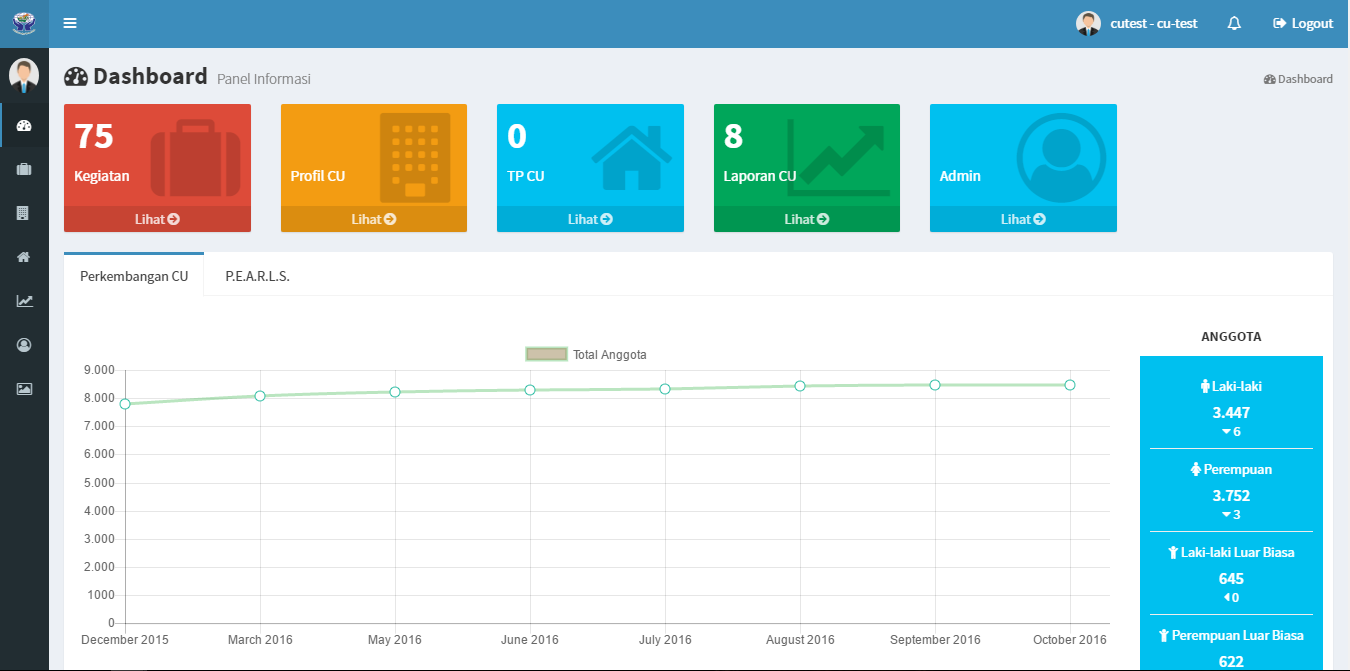 cutest - cu-test
Logout
Dashboard Panel Informasi
Dashboard
75
Kegiatan
Lihat
Profil CU
Lihat
0
TP CU
Lihat
8
Laporan CU
Lihat
Admin
Lihat
Perkembangan CU
P.E.A.R.L.S.
Total Anggota
9.000
8.000
7.000
6.000
5.000
4.000
3.000
2.000
1000
0
December 2015
March 2016
May 2016
June 2016
July 2016
August 2016
September 2016
October 2016
ANGGOTA
Laki-laki
3.447
6
Perempuan
3.752
3
Laki-laki Luar Biasa
645
0
Perempuan Luar Biasa
622